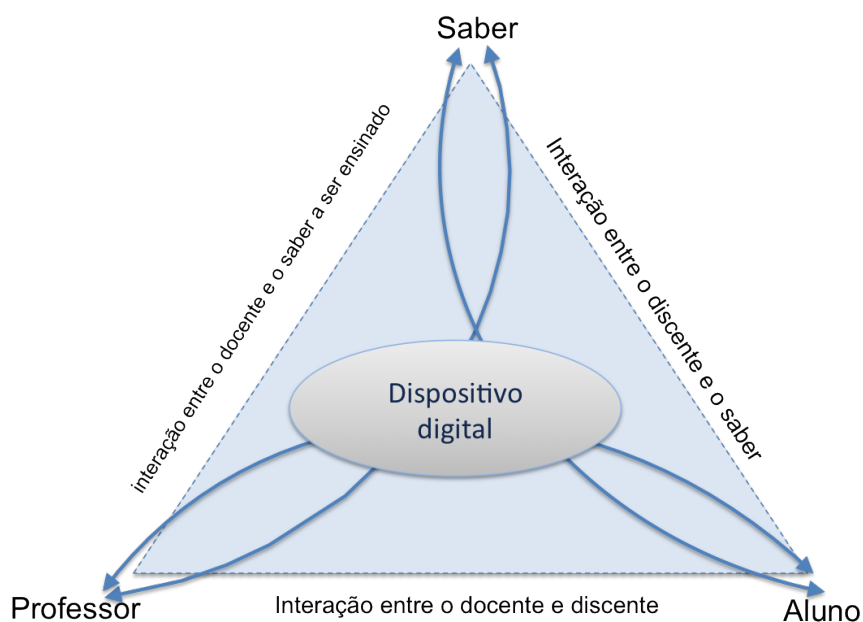 Saber
interação entre o docente e o saber a ser ensinado
Interação entre o discente e o saber
Dispositivo
digital
Professor
Interação entre o docente e discente
Aluno